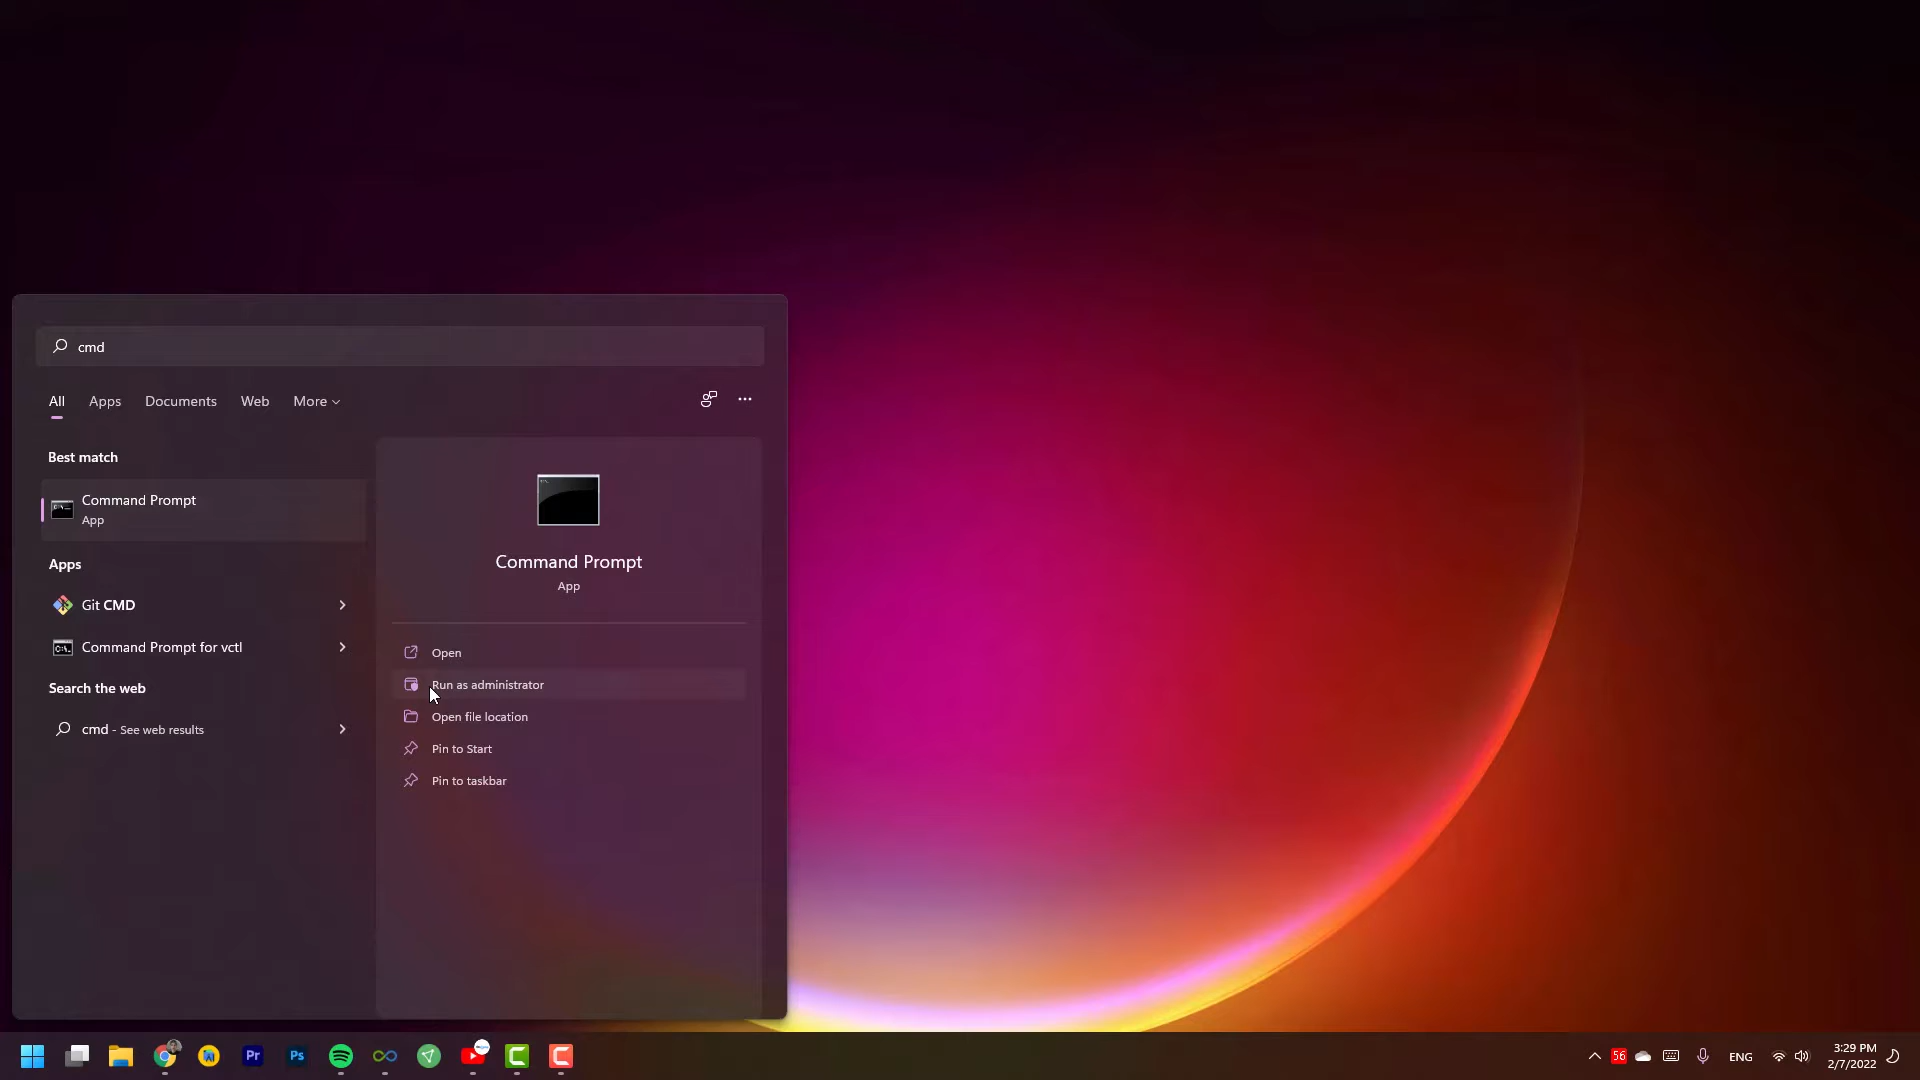 cmd
All
Apps
Documents
Web
More
Best match
Command Prompt
App
Apps
Git CMD
Command Prompt for vctl
Search the web
cmd - See web results
Command Prompt
App
Open
Run as administrator
Open file location
Pin to Start
Pin to taskbar
Pr
Ps
56
ENG
3:29 PM
2/7/2022